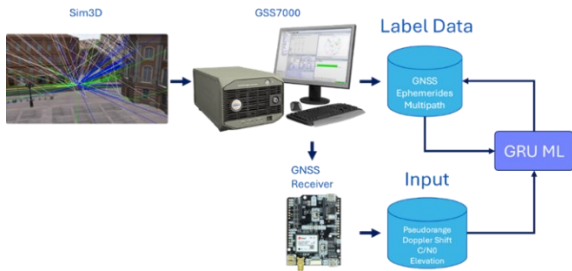 Sim3D
GSS7000
Label Data
GNSS
Ephemerides
Multipath
GRU ML
GNSS
Receiver
Input
Pseudorange
Doppler Shift
C/N0
Elevation